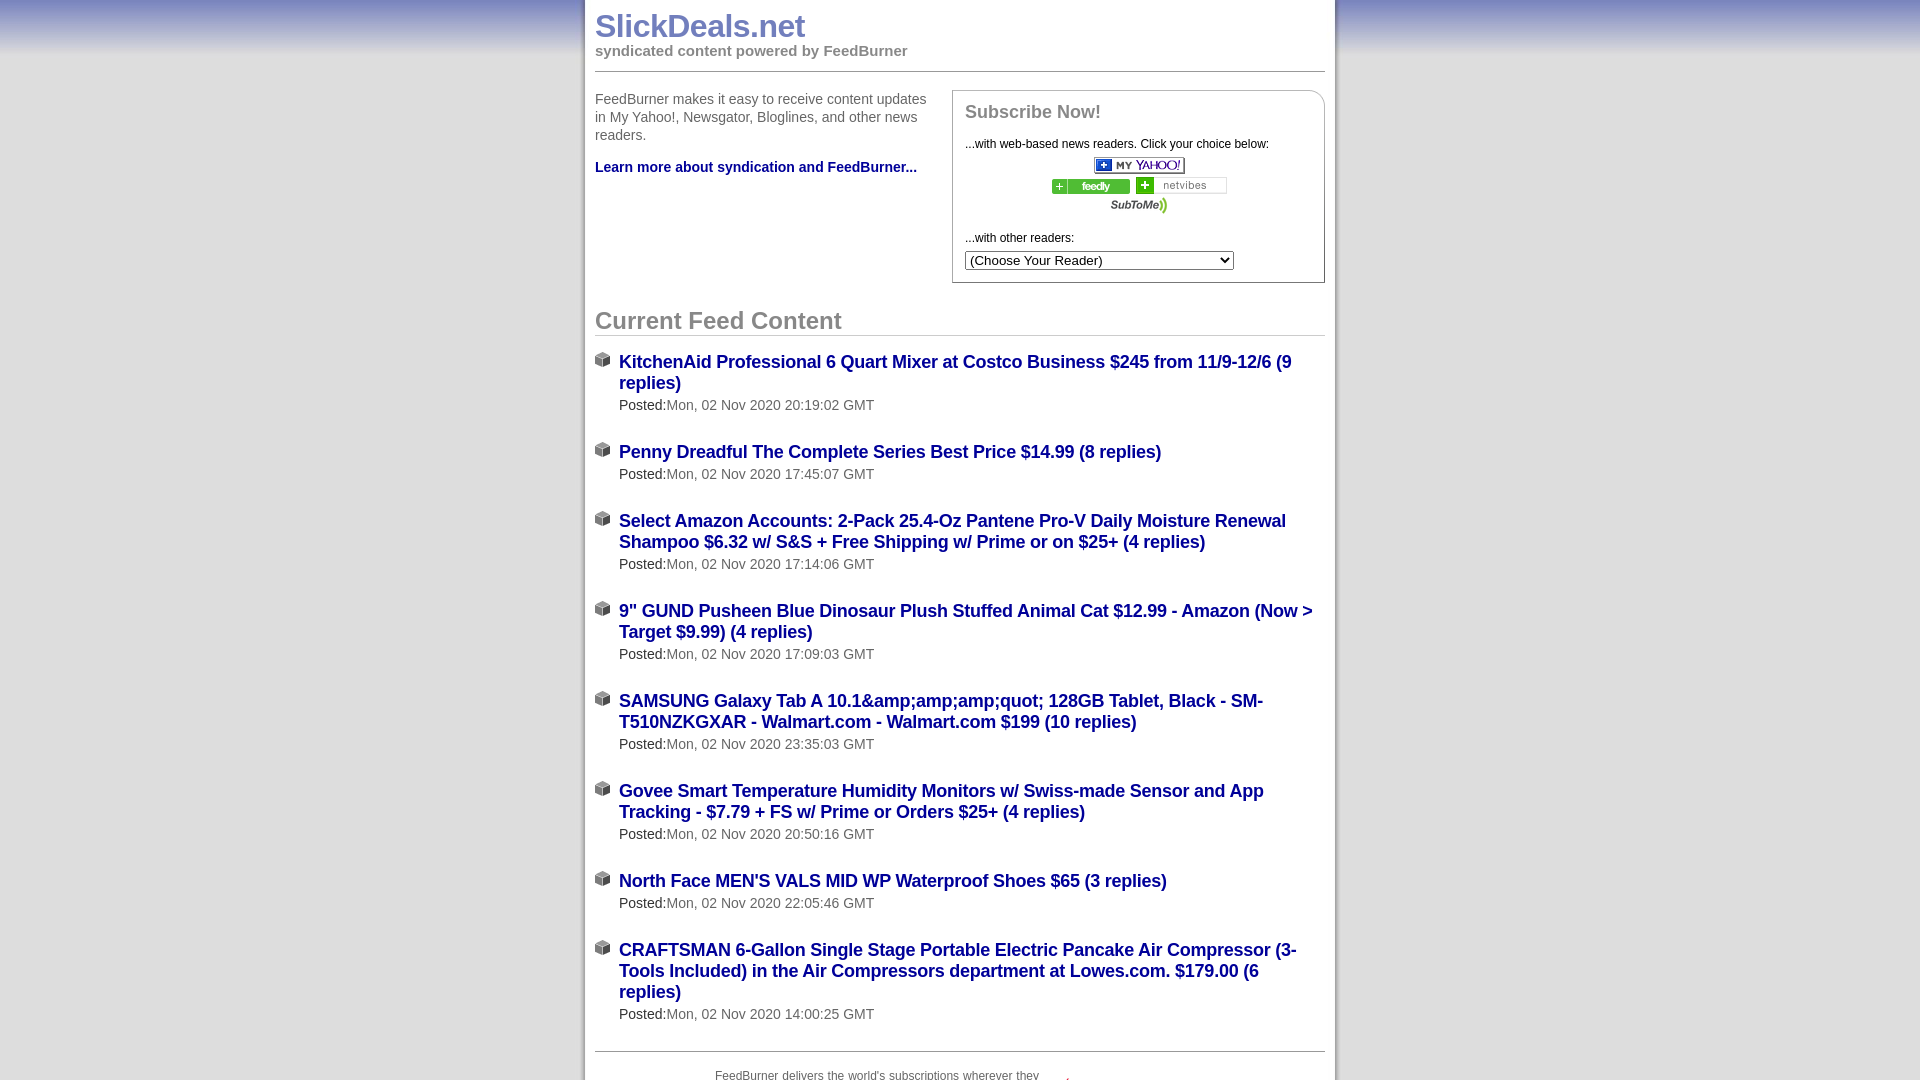 SlickDeals.net
syndicated content powered by FeedBurner
FeedBurner makes it easy to receive content updates
in My Yahoo!, Newsgator, Bloglines, and other news
readers.
Learn more about syndication and FeedBurner...
Subscribe Now!
...with web-based news readers. Click your choice below:
MY YAHOO!
feedly
netvibes
SubToMe
...with other readers:
(Choose Your Reader)
Current Feed Content
KitchenAid Professional 6 Quart Mixer at Costco Business $245 from 11/9-12/6 (9
replies)
Posted:Mon, 02 Nov 2020 20:19:02 GMT
Penny Dreadful The Complete Series Best Price $14.99 (8 replies)
Posted:Mon, 02 Nov 2020 17:45:07 GMT
Select Amazon Accounts: 2-Pack 25.4-Oz Pantene Pro-V Daily Moisture Renewal
Shampoo $6.32 w/ S&S + Free Shipping w/ Prime or on $25+ (4 replies)
Posted:Mon, 02 Nov 2020 17:14:06 GMT
9" GUND Pusheen Blue Dinosaur Plush Stuffed Animal Cat $12.99 - Amazon (Now >
Target $9.99) (4 replies)
Posted:Mon, 02 Nov 2020 17:09:03 GMT
SAMSUNG Galaxy Tab A 10.1&amp;amp;amp;quot; 128GB Tablet, Black - SM-
T510NZKGXAR - Walmart.com - Walmart.com $199 (10 replies)
Posted:Mon, 02 Nov 2020 23:35:03 GMT
Govee Smart Temperature Humidity Monitors w/ Swiss-made Sensor and App
Tracking - $7.79 + FS w/ Prime or Orders $25+ (4 replies)
Posted:Mon, 02 Nov 2020 20:50:16 GMT
North Face MEN'S VALS MID WP Waterproof Shoes $65 (3 replies)
Posted:Mon, 02 Nov 2020 22:05:46 GMT
CRAFTSMAN 6-Gallon Single Stage Portable Electric Pancake Air Compressor (3-
Tools Included) in the Air Compressors department at Lowes.com. $179.00 (6
replies)
Posted:Mon, 02 Nov 2020 14:00:25 GMT
FeedBurner delivers the world's subscriptions wherever they